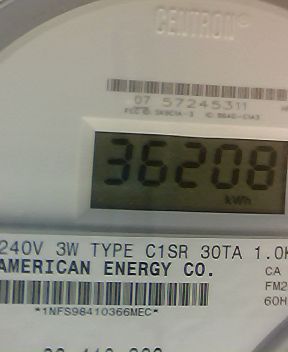 CENTRON®
07 57245311
36208
kWh
240V 3W TYPE C1SR 30TA 1.0K
AMERICAN ENERGY CO.
CA
FM2
60H
*1NFS98410366MEC*